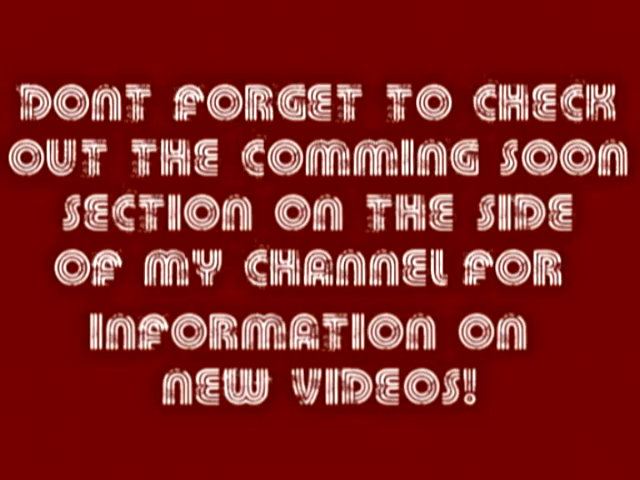 DONT FORGET TO CHECK
OUT THE COMMING SOON
SECTION ON THE SIDE
OF MY CHANNEL FOR
INFORMATION ON
NEW VIDEOS!